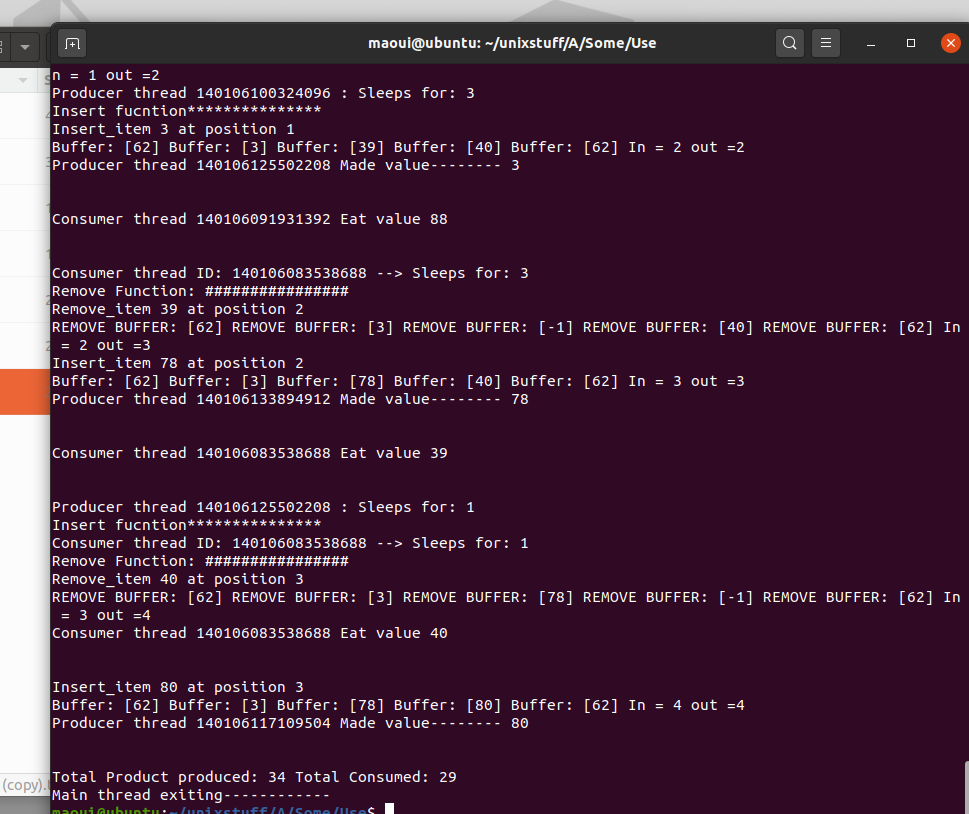 maoui@ubuntu: ~/unixstuff/A/Some/Use
n = 1 out =2
Producer thread 140106100324096 : Sleeps for: 3
Insert fucntion***************
Insert_item 3 at position 1
Buffer: [62] Buffer: [3] Buffer: [39] Buffer: [40] Buffer: [62] In = 2 out =2
Producer thread 140106125502208 Made value-------- 3
Consumer thread 140106091931392 Eat value 88
Consumer thread ID: 140106083538688 --> Sleeps for: 3
Remove Function: ################
Remove_item 39 at position 2
REMOVE BUFFER: [62] REMOVE BUFFER: [3] REMOVE BUFFER: [-1] REMOVE BUFFER: [40] REMOVE BUFFER: [62] In
= 2 out =3
Insert_item 78 at position 2
Buffer: [62] Buffer: [3] Buffer: [78] Buffer: [40] Buffer: [62] In = 3 out =3
Producer thread 140106133894912 Made value-------- 78
Consumer thread 140106083538688 Eat value 39
Producer thread 140106125502208 : Sleeps for: 1
Insert fucntion***************
Consumer thread ID: 140106083538688 --> Sleeps for: 1
Remove Function: ################
Remove_item 40 at position 3
REMOVE BUFFER: [62] REMOVE BUFFER: [3] REMOVE BUFFER: [78] REMOVE BUFFER: [-1] REMOVE BUFFER: [62] In
= 3 out =4
Consumer thread 140106083538688 Eat value 40
Insert_item 80 at position 3
Buffer: [62] Buffer: [3] Buffer: [78] Buffer: [80] Buffer: [62] In = 4 out =4
Producer thread 140106117109504 Made value-------- 80
(copy).
Total Product produced: 34 Total Consumed: 29
Main thread exiting------------
maoui@ubuntu:~/unixstuff/A/Some/Use$